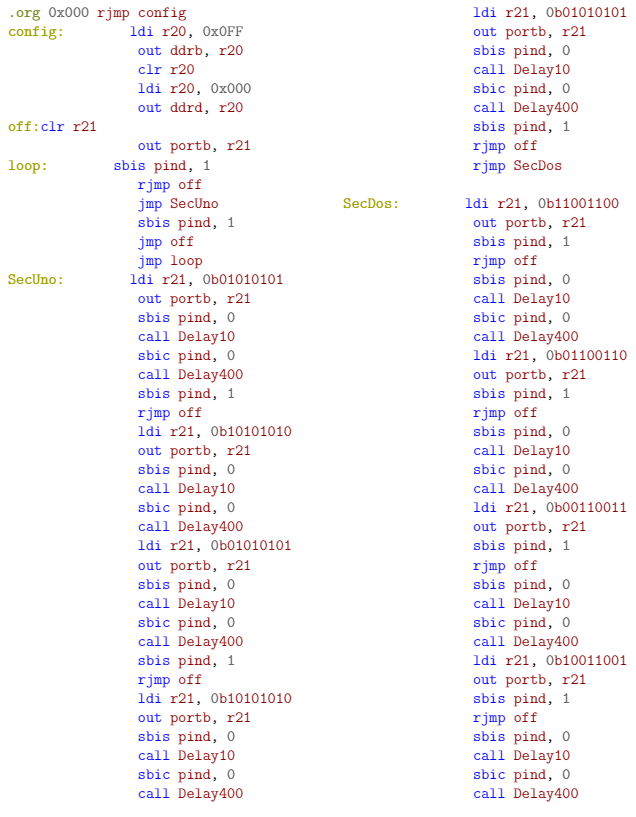 .org 0x000 rjmp config
config: ldi r20, 0x0FF
out ddrb, r20
clr r20
ldi r20, 0x000
out ddrd, r20
off:clr r21
out portb, r21
loop: sbis pind, 1
rjmp off
jmp SecUno
sbis pind, 1
jmp off
jmp loop
SecUno: ldi r21, 0b01010101
out portb, r21
sbis pind, 0
call Delay10
sbic pind, 0
call Delay400
sbis pind, 1
rjmp off
ldi r21, 0b10101010
out portb, r21
sbis pind, 0
call Delay10
sbic pind, 0
call Delay400
ldi r21, 0b01010101
out portb, r21
sbis pind, 0
call Delay10
sbic pind, 0
call Delay400
sbis pind, 1
rjmp off
ldi r21, 0b10101010
out portb, r21
sbis pind, 0
call Delay10
sbic pind, 0
call Delay400
ldi r21, 0b01010101
out portb, r21
sbis pind, 0
call Delay10
sbic pind, 0
call Delay400
sbis pind, 1
rjmp off
rjmp SecDos
SecDos: ldi r21, 0b11001100
out portb, r21
sbis pind, 1
rjmp off
sbis pind, 0
call Delay10
sbic pind, 0
call Delay400
ldi r21, 0b01100110
out portb, r21
sbis pind, 1
rjmp off
sbis pind, 0
call Delay10
sbic pind, 0
call Delay400
ldi r21, 0b00110011
out portb, r21
sbis pind, 1
rjmp off
sbis pind, 0
call Delay10
sbic pind, 0
call Delay400
ldi r21, 0b10011001
out portb, r21
sbis pind, 1
rjmp off
sbis pind, 0
call Delay10
sbic pind, 0
call Delay400